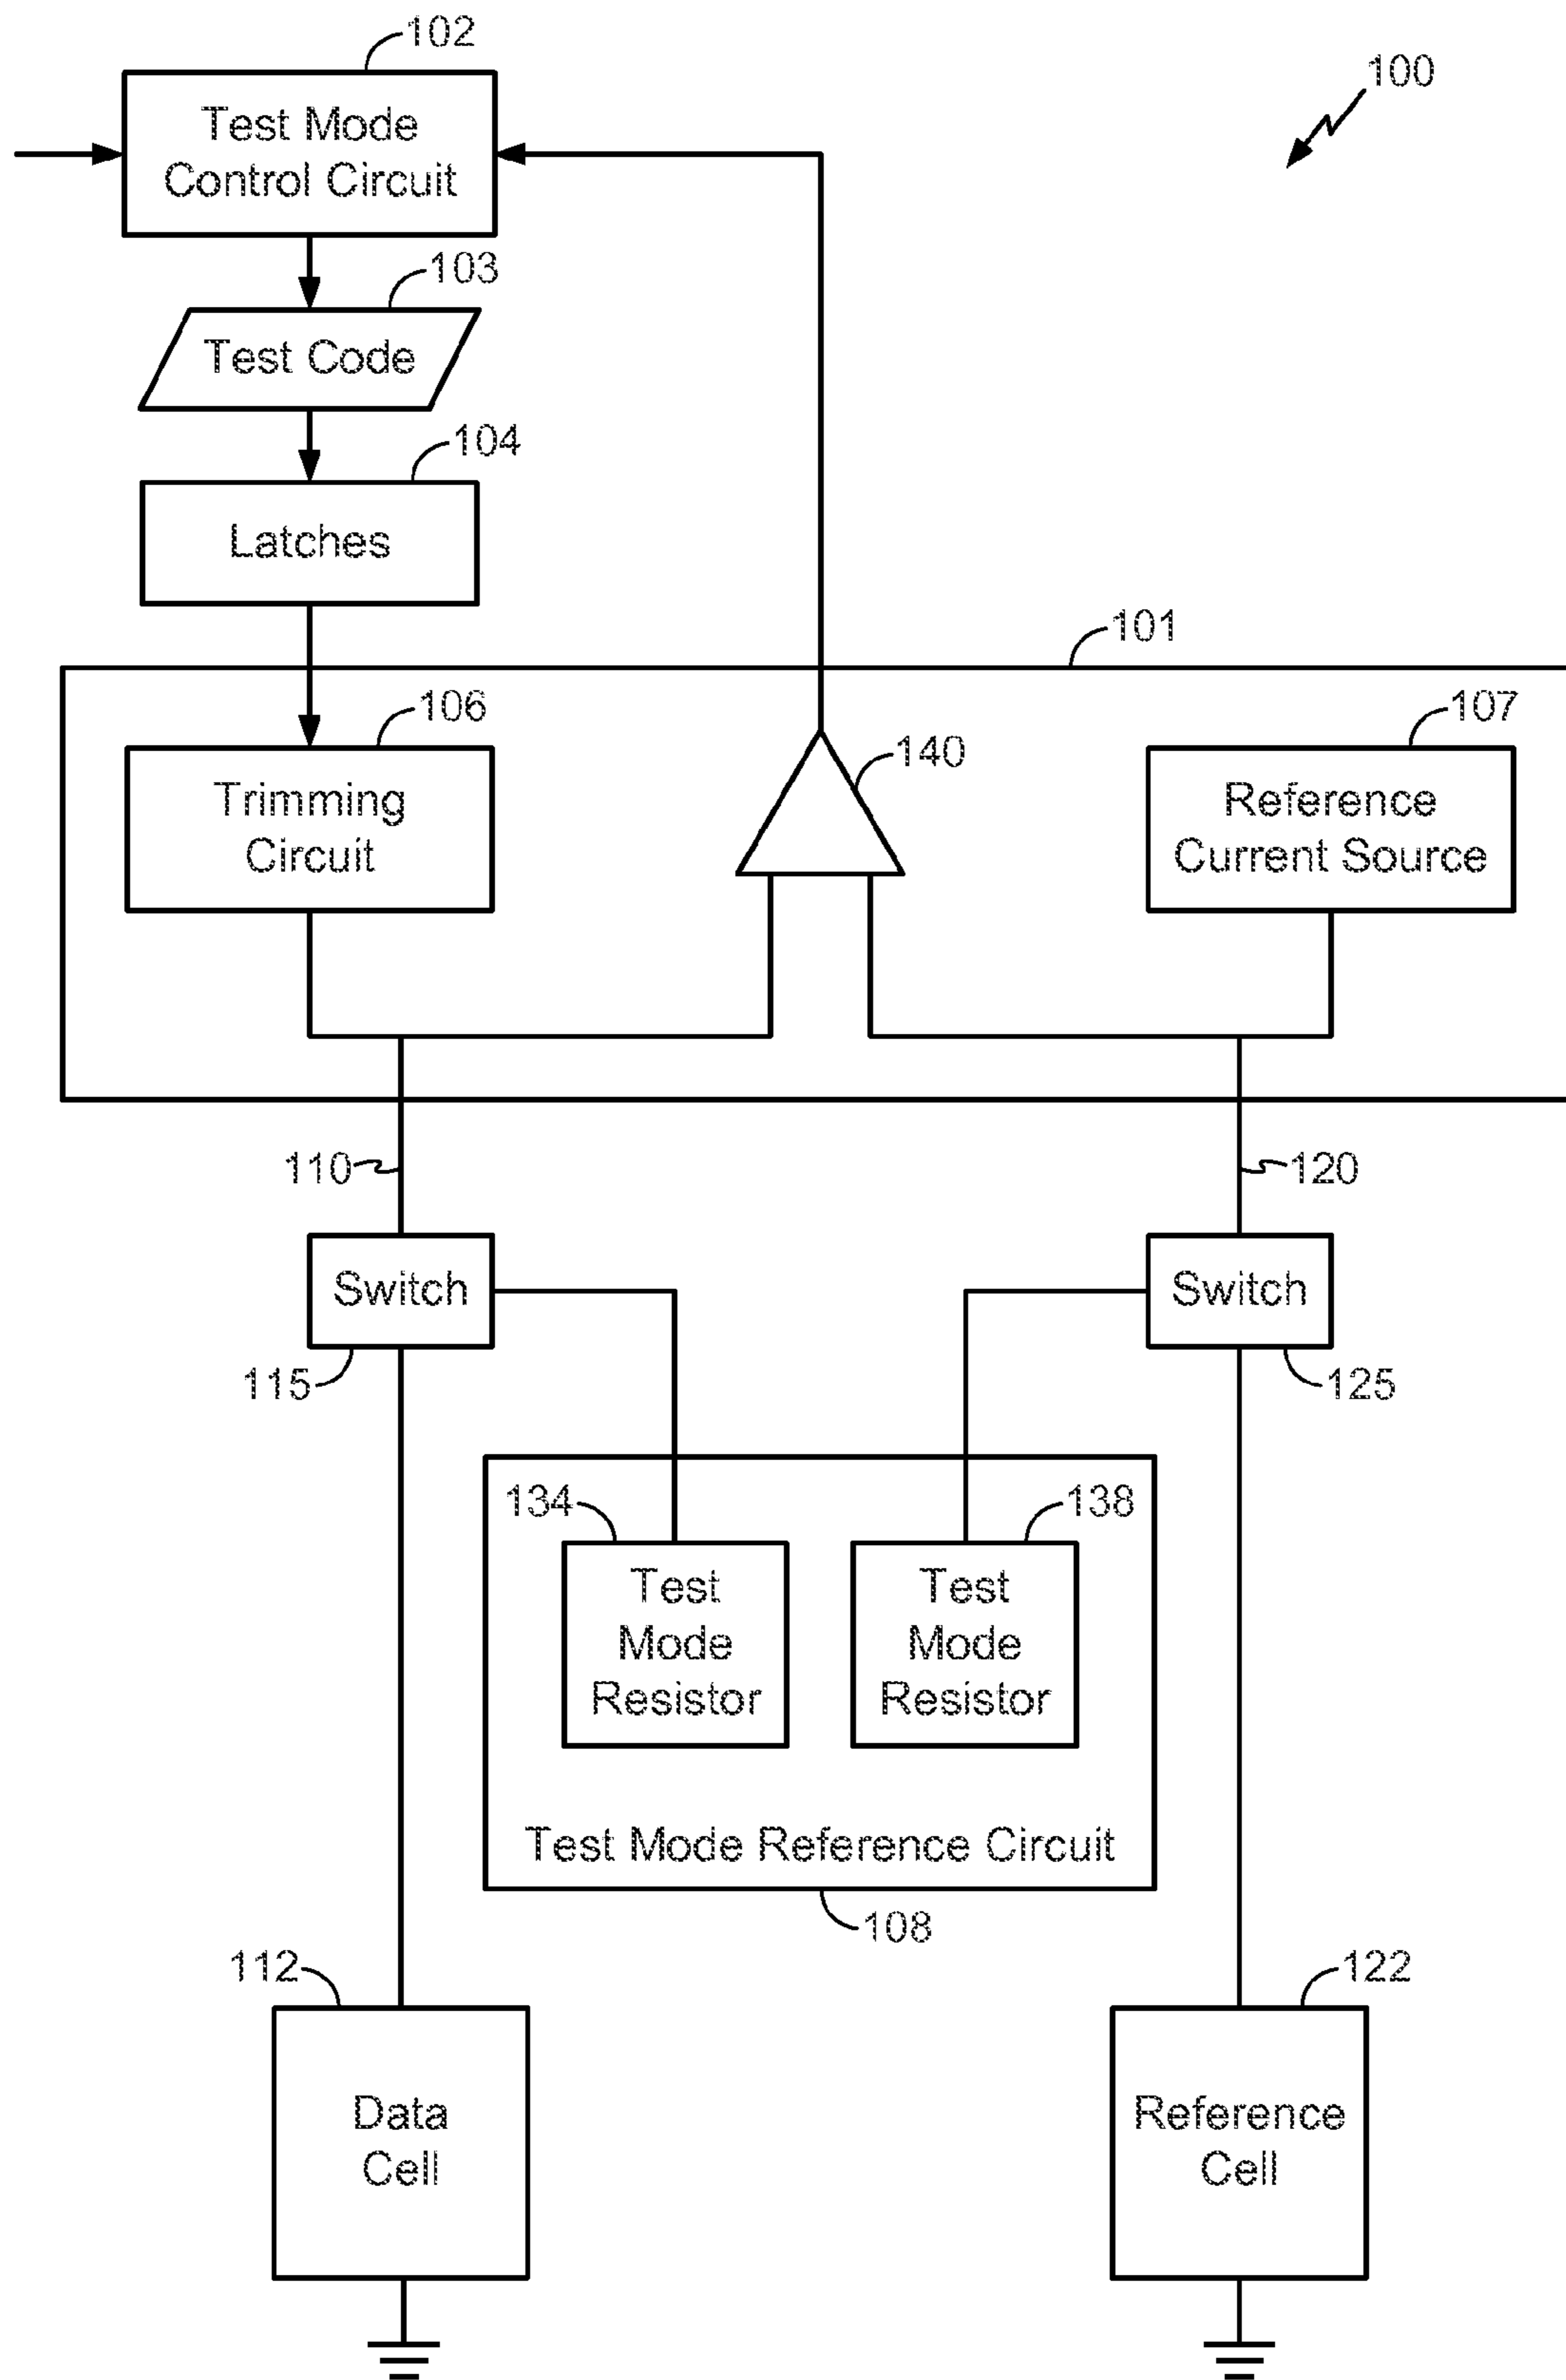 102
100
Test Mode
Control Circuit
103
Test Code
104
Latches
101
106
107
140
Trimming
Circuit
Reference
Current Source
110
120
Switch
Switch
115
125
134
138
Test
Mode
Resistor
Test
Mode
Resistor
Test Mode Reference Circuit
108
112
122
Data
Cell
Reference
Cell